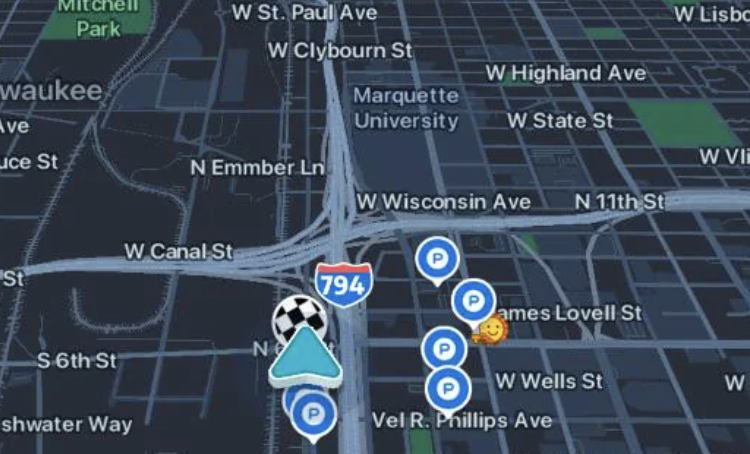 Mitchell
Park
W St. Paul Ave
W Lisbo
W Clybourn St
W Highland Ave
waukee
Marquette
University
Ave
W State St
uce St
N Emmber Ln
W Vli
W Wisconsin Ave
N 11th St
W Canal St
St
P
794
P
ames Lovell St
N
P
S 6th St
P
W Wells St
W
P
shwater Way
Vel R. Phillips Ave